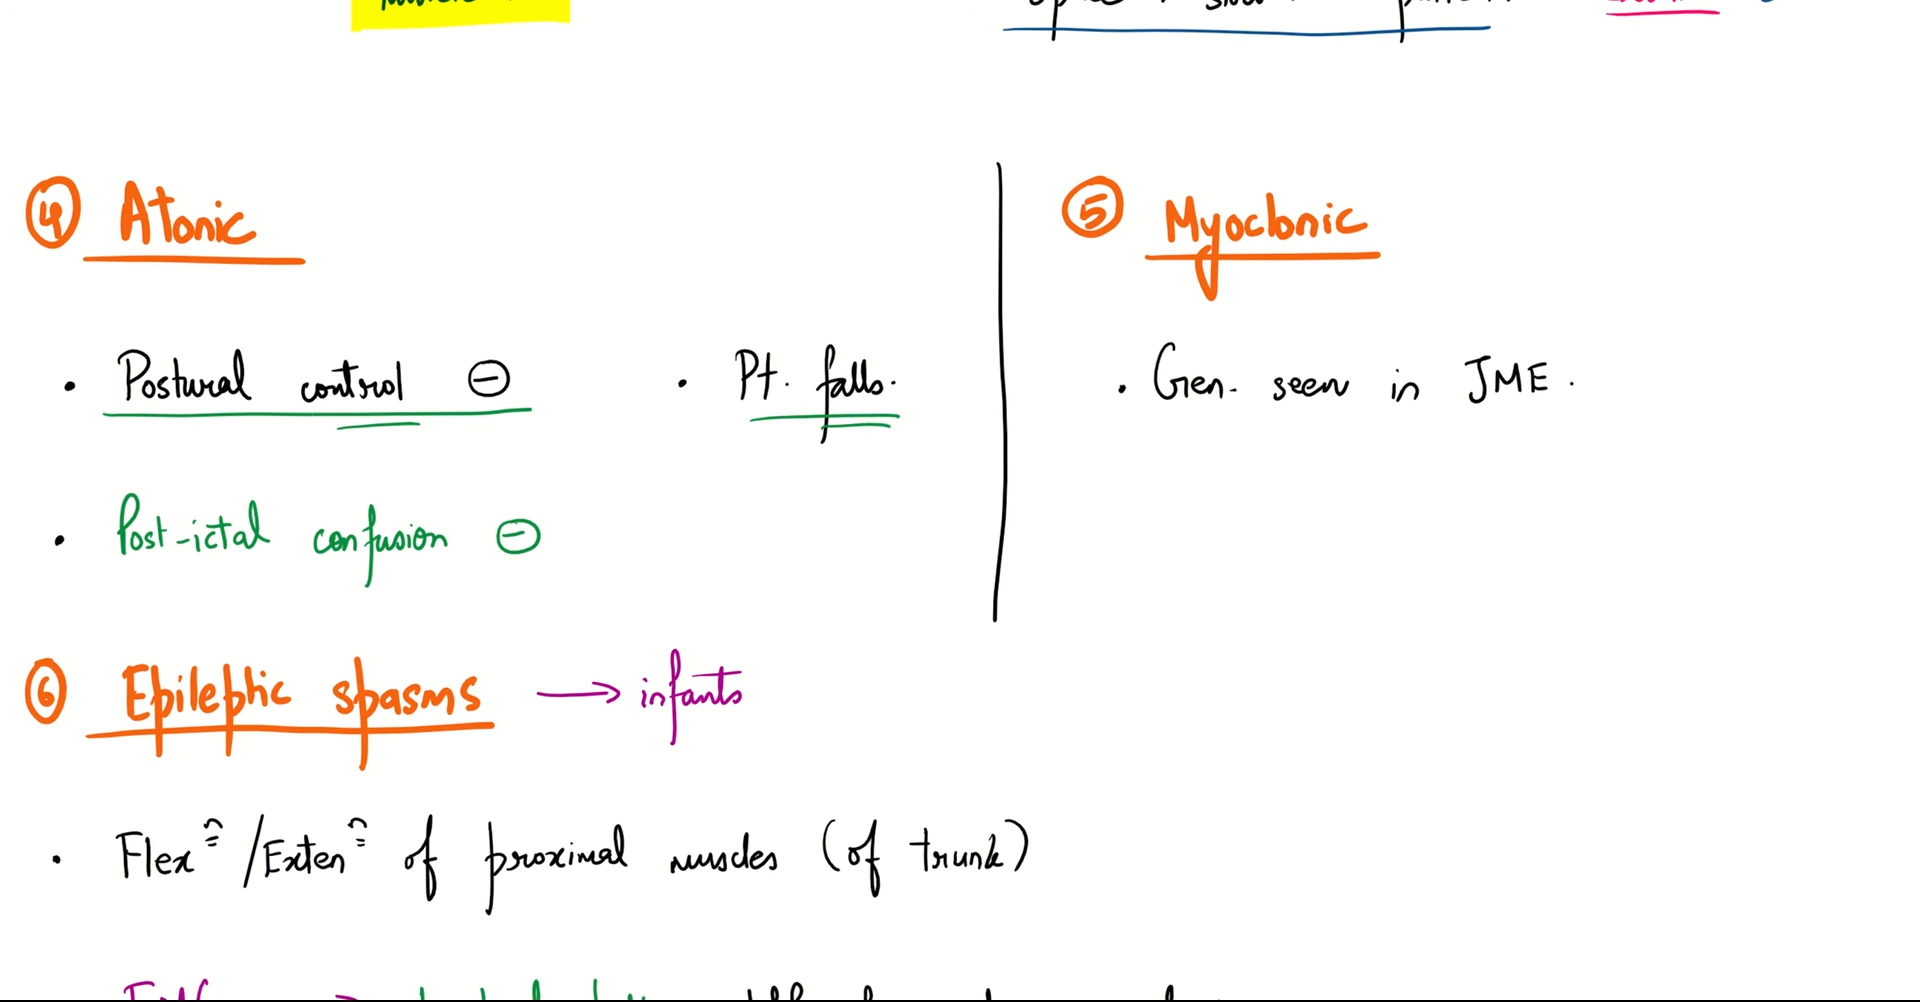 ④ Atonic
• Postural control ⊖ • Pt. falls.
• Post-ictal confusion ⊖
⑤ Myoclonic
• Gen. seen in JME.
⑥ Epileptic spasms → infants
• Flexⁿ/Extenⁿ of proximal muscles (of trunk)